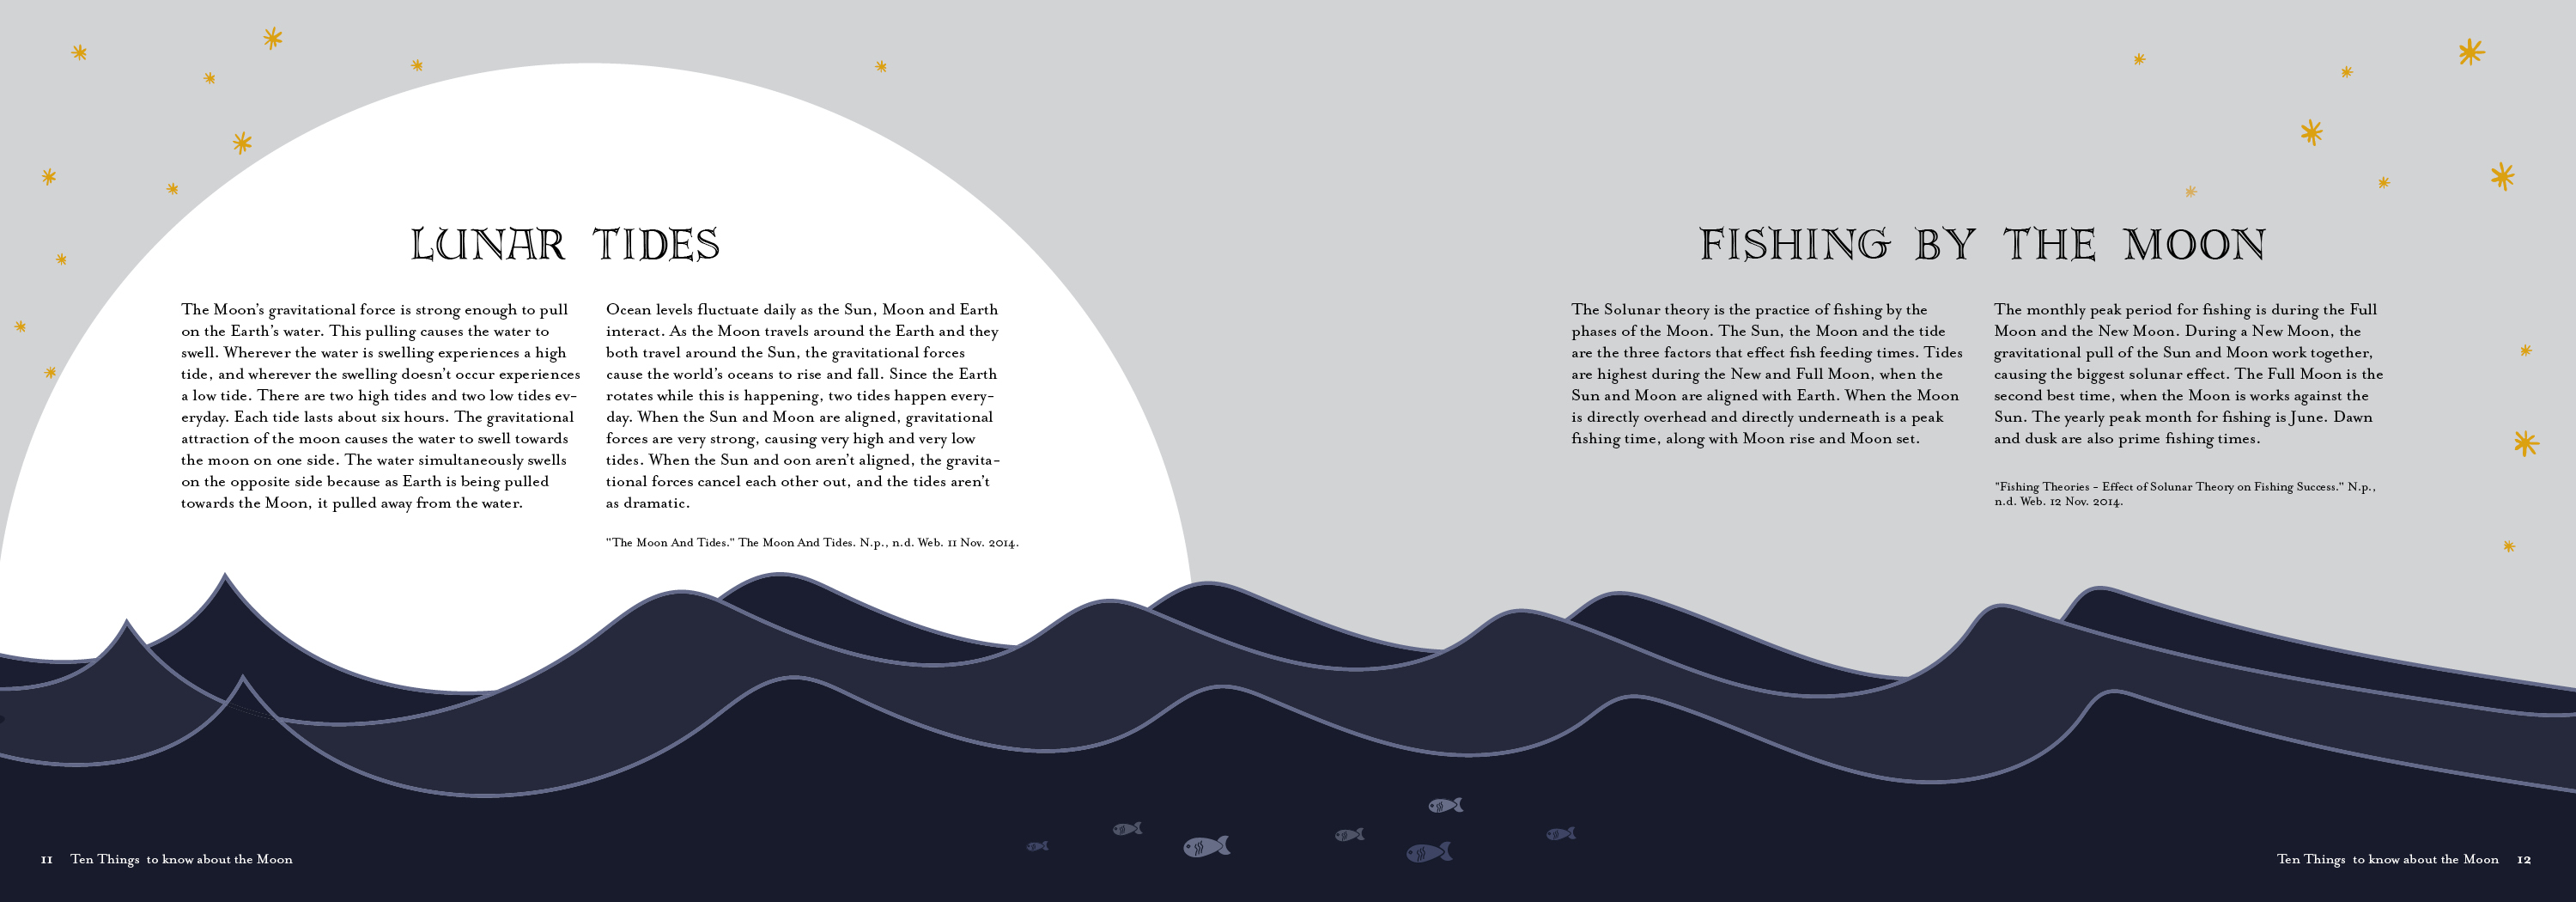 LUNAR TIDES
The Moon's gravitational force is strong enough to pull
on the Earth's water. This pulling causes the water to
swell. Wherever the water is swelling experiences a high
tide, and wherever the swelling doesn't occur experiences
a low tide. There are two high tides and two low tides ev-
eryday. Each tide lasts about six hours. The gravitational
attraction of the moon causes the water to swell towards
the moon on one side. The water simultaneously swells
on the opposite side because as Earth is being pulled
towards the Moon, it pulled away from the water.
Ocean levels fluctuate daily as the Sun, Moon and Earth
interact. As the Moon travels around the Earth and they
both travel around the Sun, the gravitational forces
cause the world's oceans to rise and fall. Since the Earth
rotates while this is happening, two tides happen every-
day. When the Sun and Moon are aligned, gravitational
forces are very strong, causing very high and very low
tides. When the Sun and oon aren't aligned, the gravita-
tional forces cancel each other out, and the tides aren't
as dramatic.
"The Moon And Tides." The Moon And Tides. N.p., n.d. Web. 11 Nov. 2014.
11 Ten Things to know about the Moon
FISHING BY THE MOON
The Solunar theory is the practice of fishing by the
phases of the Moon. The Sun, the Moon and the tide
are the three factors that effect fish feeding times. Tides
are highest during the New and Full Moon, when the
Sun and Moon are aligned with Earth. When the Moon
is directly overhead and directly underneath is a peak
fishing time, along with Moon rise and Moon set.
The monthly peak period for fishing is during the Full
Moon and the New Moon. During a New Moon, the
gravitational pull of the Sun and Moon work together,
causing the biggest solunar effect. The Full Moon is the
second best time, when the Moon is works against the
Sun. The yearly peak month for fishing is June. Dawn
and dusk are also prime fishing times.
"Fishing Theories - Effect of Solunar Theory on Fishing Success." N.p.,
n.d. Web. 12 Nov. 2014.
Ten Things to know about the Moon 12